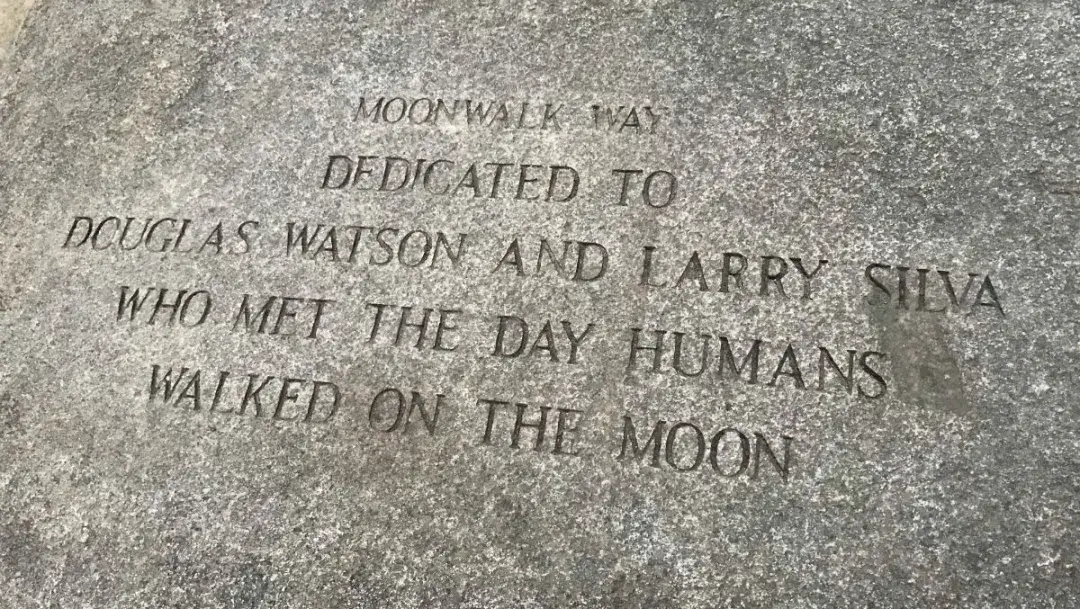 MOONWALK WAY
DEDICATED TO
DOUGLAS WATSON AND LARRY SILVA
WHO MET THE DAY HUMANS
WALKED ON THE MOON